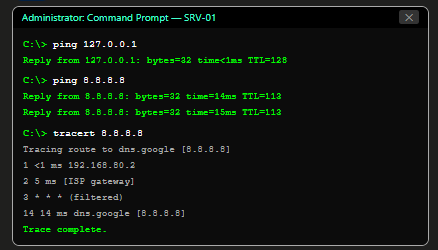 Administrator: Command Prompt — SRV-01
C:\> ping 127.0.0.1
Reply from 127.0.0.1: bytes=32 time<1ms TTL=128
C:\> ping 8.8.8.8
Reply from 8.8.8.8: bytes=32 time=14ms TTL=113
Reply from 8.8.8.8: bytes=32 time=15ms TTL=113
C:\> tracert 8.8.8.8
Tracing route to dns.google [8.8.8.8]
1 <1 ms 192.168.80.2
2 5 ms [ISP gateway]
3 * * * (filtered)
14 14 ms dns.google [8.8.8.8]
Trace complete.